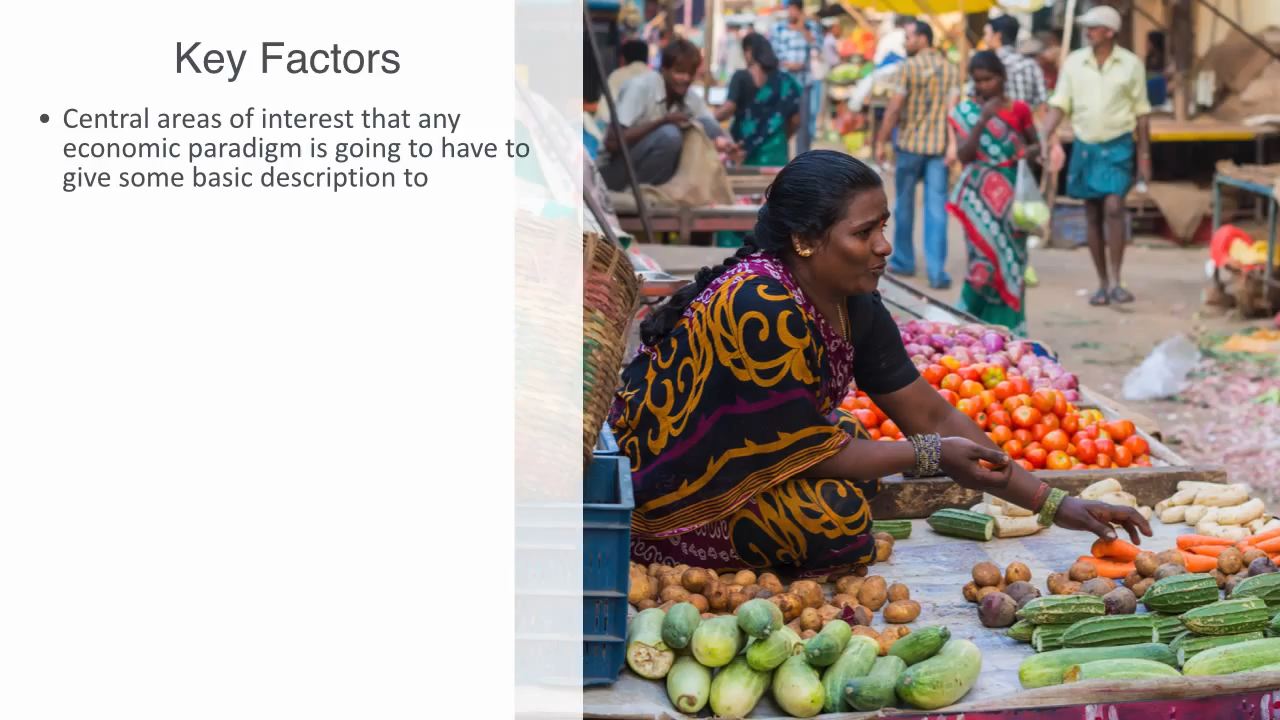 Key Factors
• Central areas of interest that any
economic paradigm is going to have to
give some basic description to